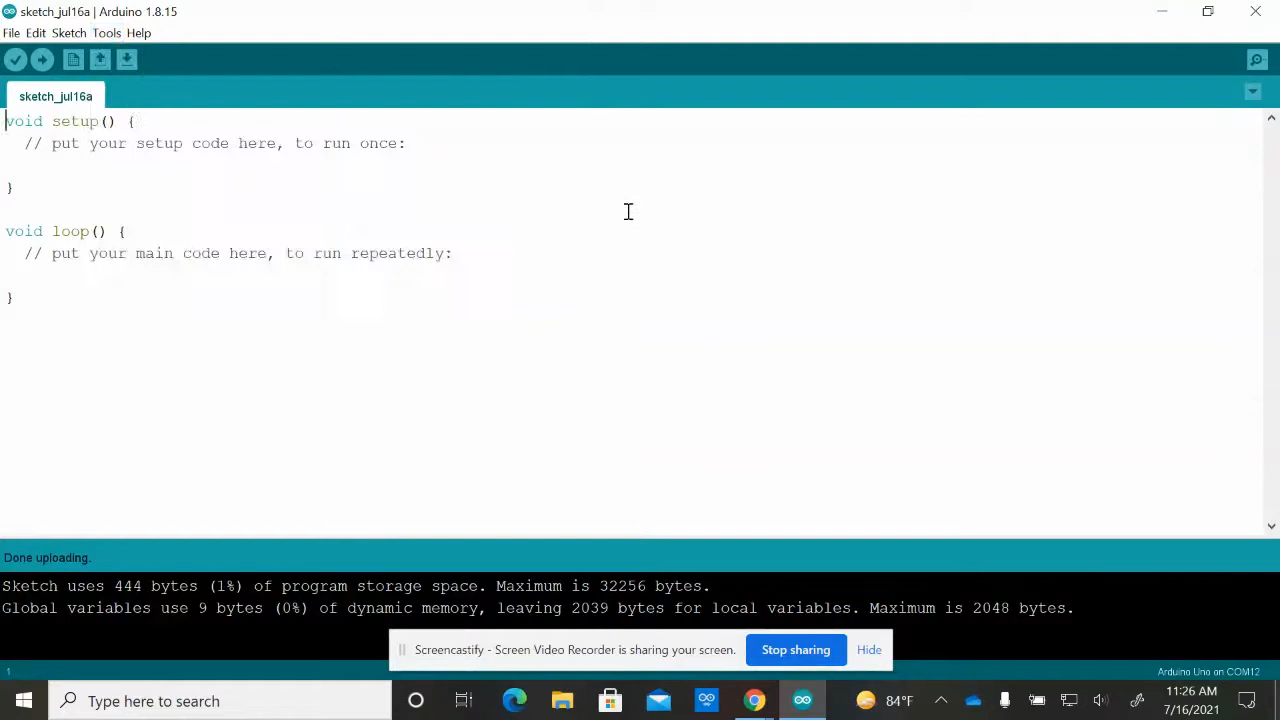 sketch_jul16a | Arduino 1.8.15
File Edit Sketch Tools Help
sketch_jul16a
void setup() {
// put your setup code here, to run once:
}
void loop() {
// put your main code here, to run repeatedly:
}
Done uploading.
Sketch uses 444 bytes (1%) of program storage space. Maximum is 32256 bytes.
Global variables use 9 bytes (0%) of dynamic memory, leaving 2039 bytes for local variables. Maximum is 2048 bytes.
Screencastify - Screen Video Recorder is sharing your screen. Stop sharing Hide
1 Arduino Uno on COM12
Type here to search 84°F 11:26 AM
7/16/2021